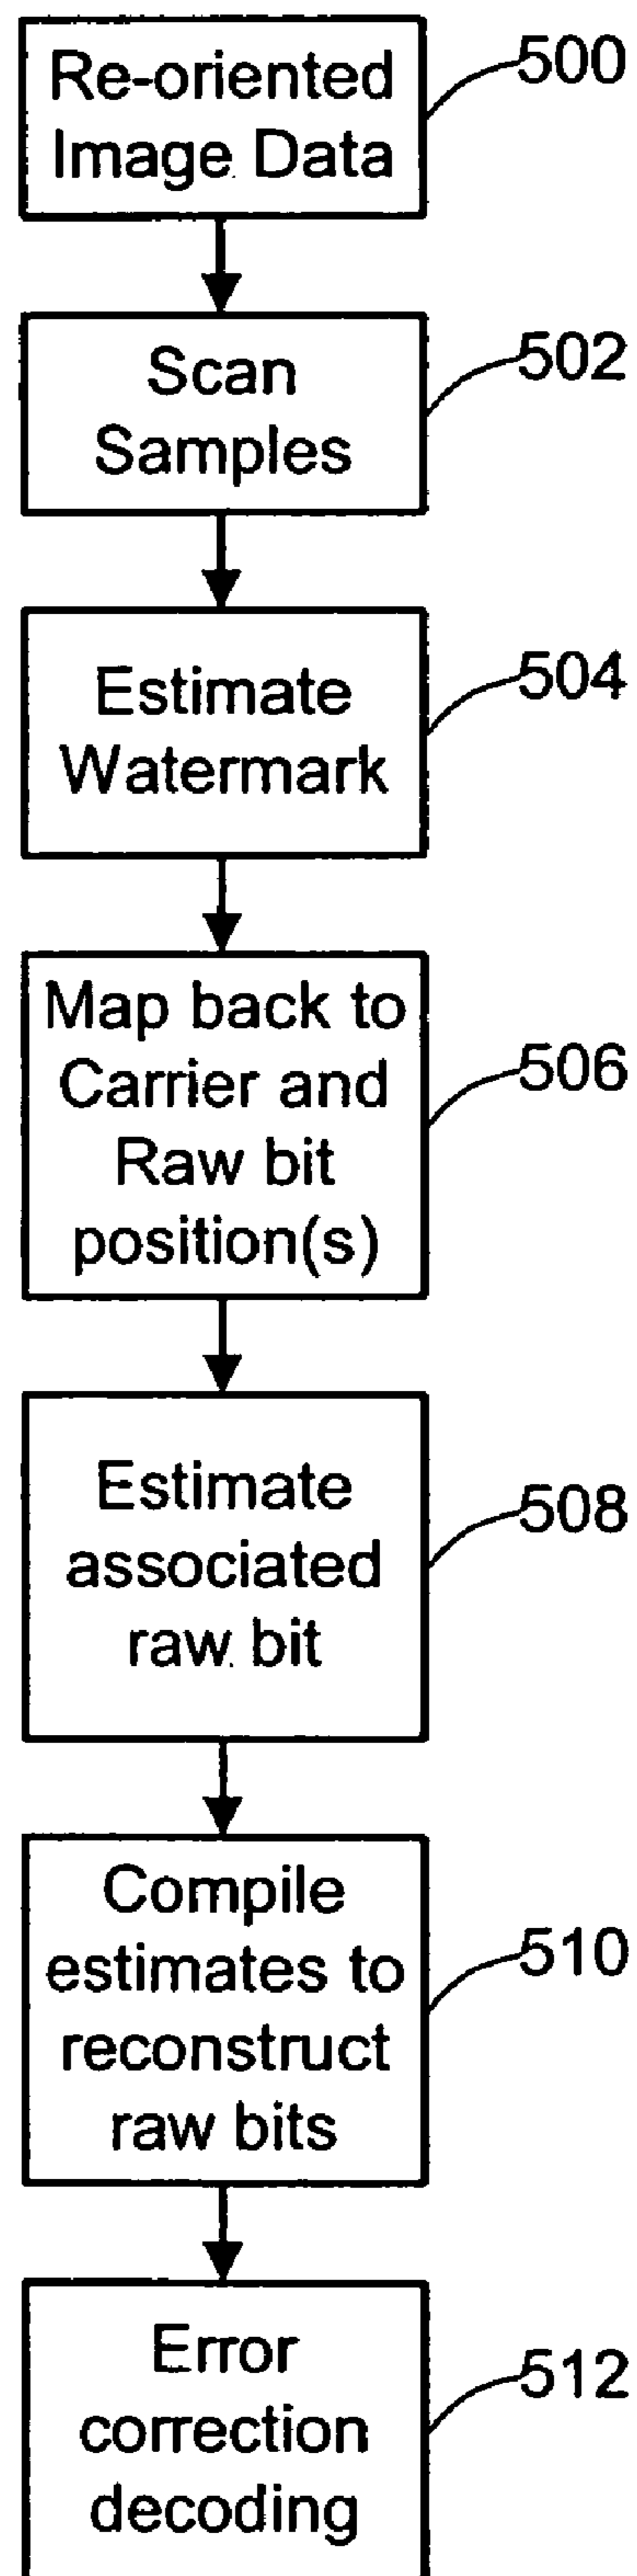 Re-oriented
Image Data
500
Scan
Samples
502
Estimate
Watermark
504
Map back to
Carrier and
Raw bit
position(s)
506
Estimate
associated
raw bit
508
Compile
estimates to
reconstruct
raw bits
510
Error
correction
decoding
512